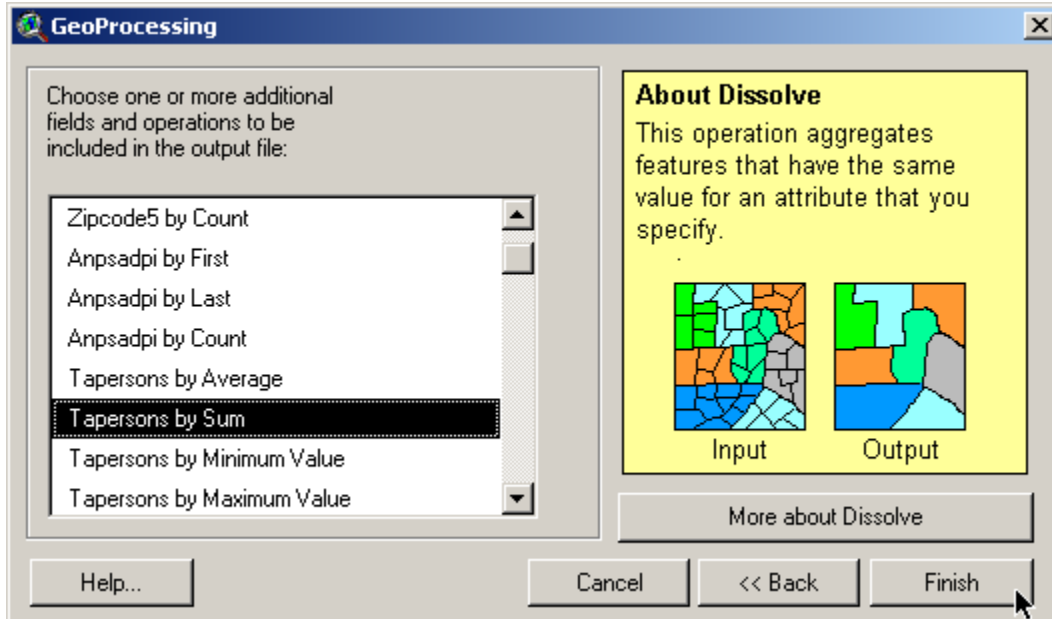 GeoProcessing
Choose one or more additional
fields and operations to be
included in the output file:
Zipcode5 by Count
Anpsadpi by First
Anpsadpi by Last
Anpsadpi by Count
Tapersons by Average
Tapersons by Sum
Tapersons by Minimum Value
Tapersons by Maximum Value
About Dissolve
This operation aggregates
features that have the same
value for an attribute that you
specify.
Input Output
More about Dissolve
Help... Cancel << Back Finish